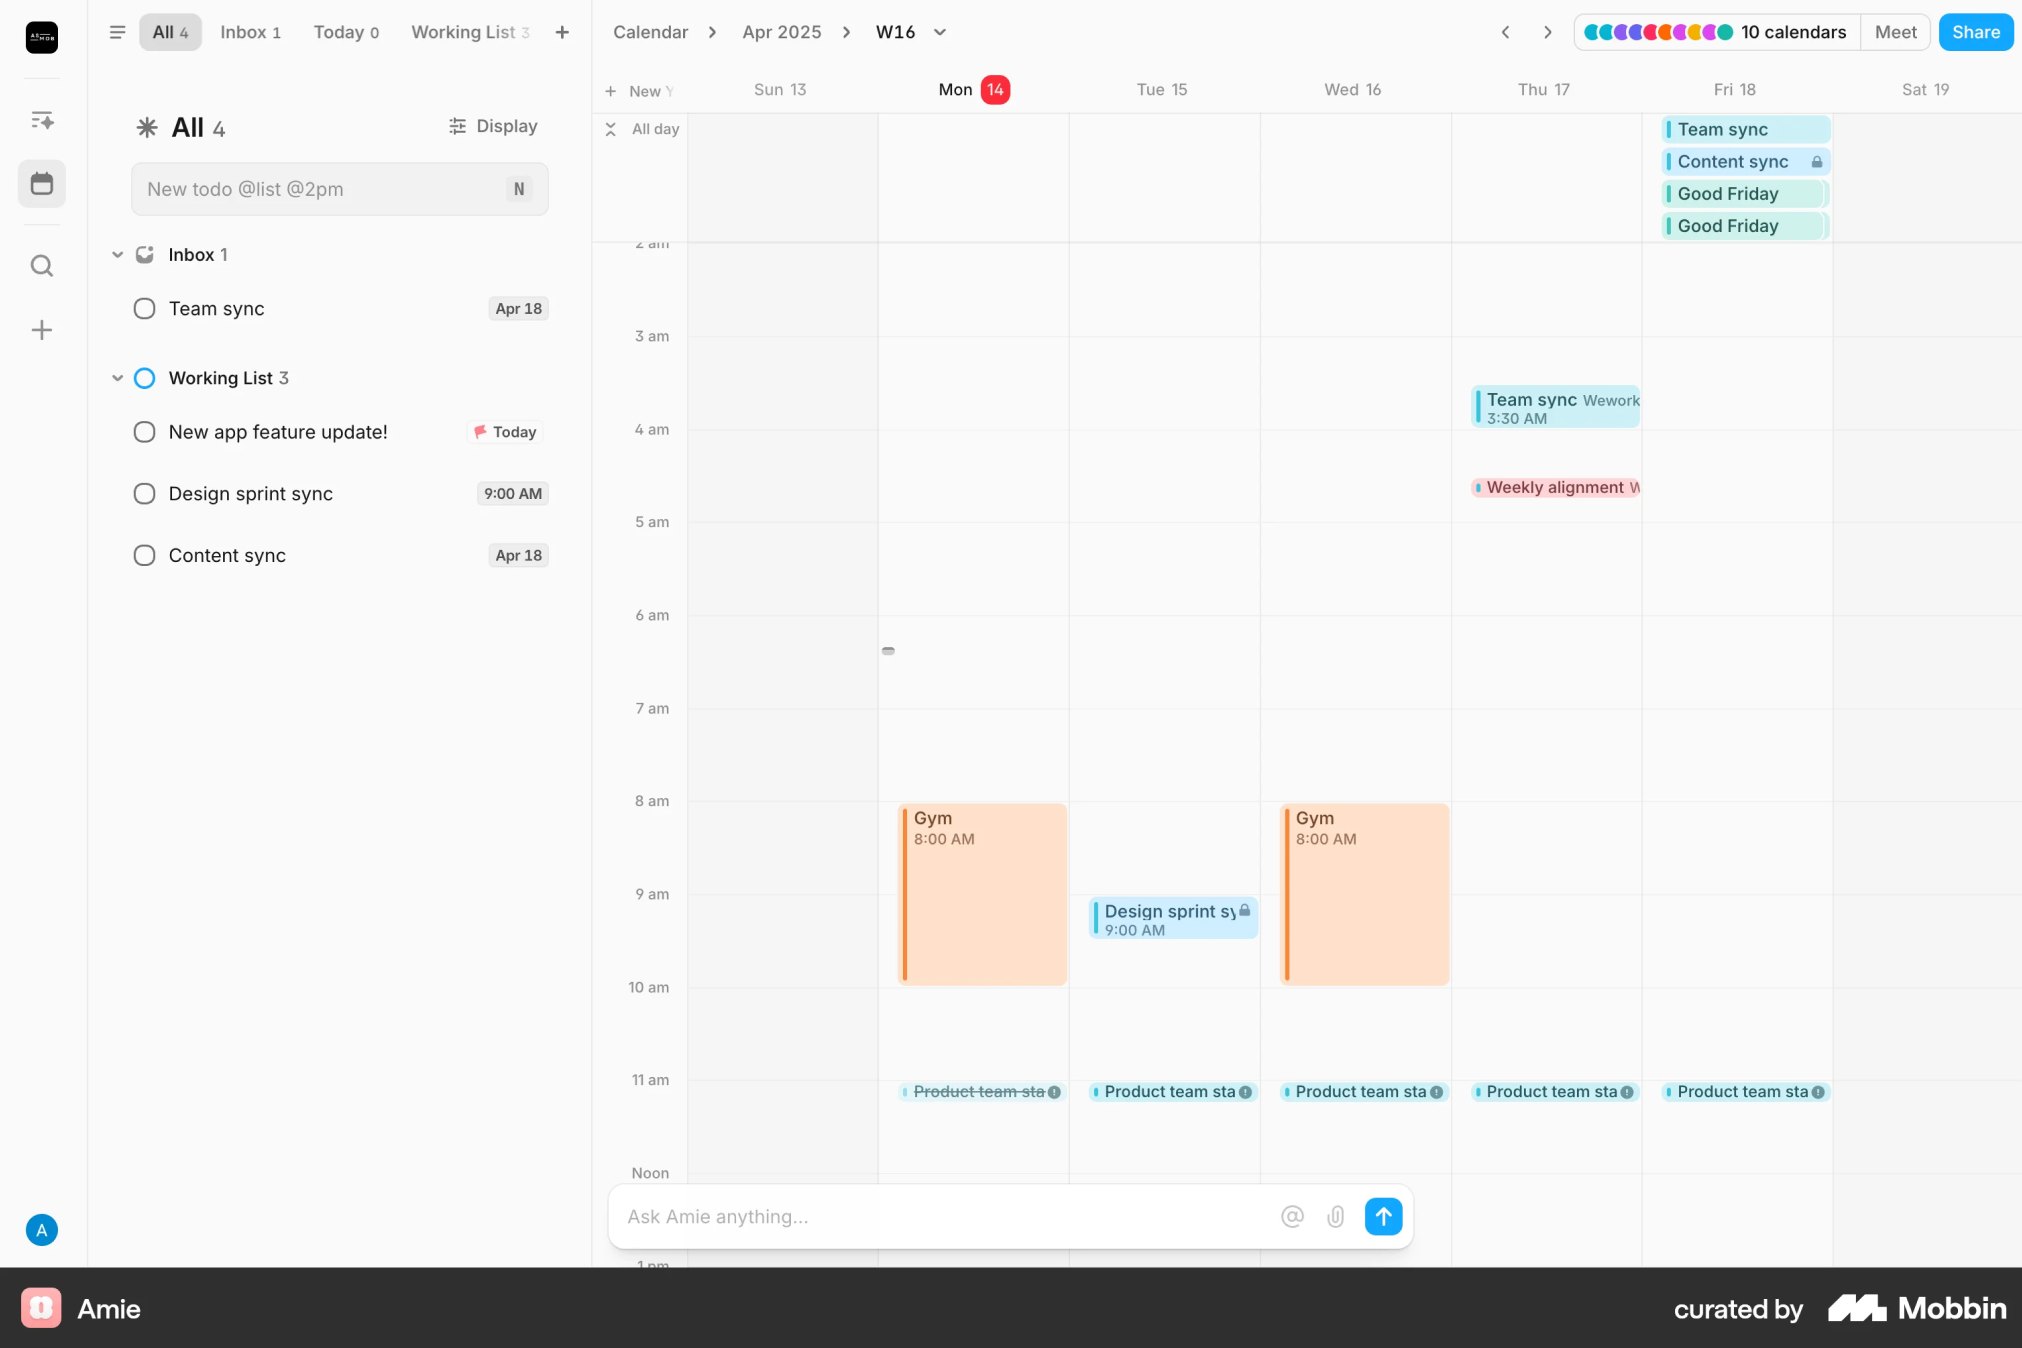 All 4
Inbox 1
Today 0
Working List 3
Calendar
Apr 2025
W16
10 calendars
Meet
Share
All 4
Display
New todo @list @2pm
N
Inbox 1
Team sync
Apr 18
Working List 3
New app feature update!
Today
Design sprint sync
9:00 AM
Content sync
Apr 18
A
New
Sun 13
Mon 14
Tue 15
Wed 16
Thu 17
Fri 18
Sat 19
All day
Team sync
Content sync
Good Friday
Good Friday
2 am
3 am
Team sync Wework
3:30 AM
4 am
Weekly alignment W
5 am
6 am
7 am
8 am
Gym
8:00 AM
Gym
8:00 AM
9 am
Design sprint sy
9:00 AM
10 am
11 am
Product team sta
Product team sta
Product team sta
Product team sta
Product team sta
Noon
Ask Amie anything...
1 pm
Amie
curated by
Mobbin